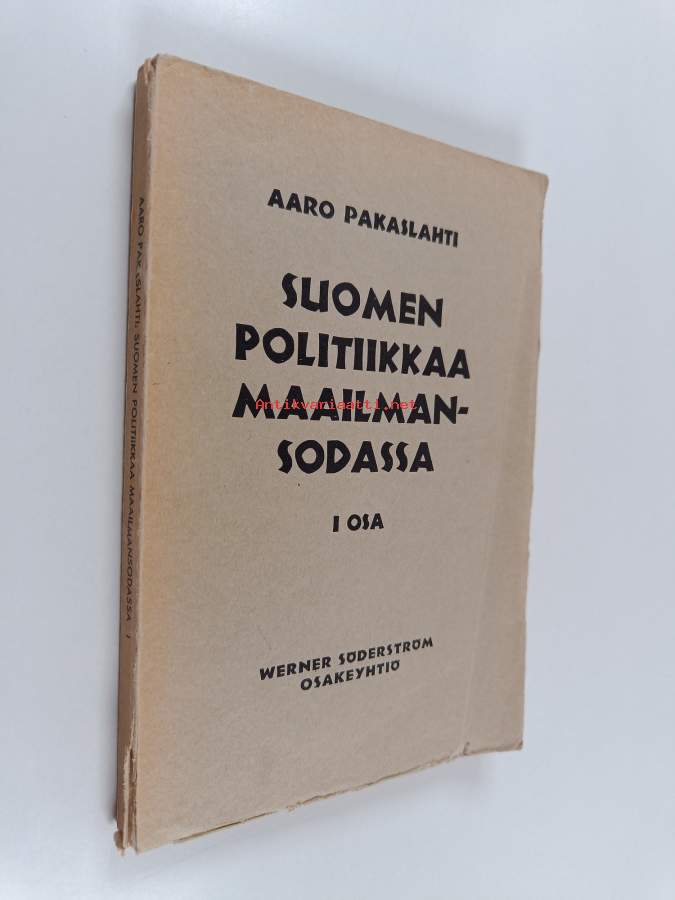 AARO PAKASLAHTI
SUOMEN
POLITIIKKAA
MAAILMAN-
SODASSA
I OSA
WERNER SÖDERSTRÖM
OSAKEYHTIÖ
AARO PAKASLAHTI, SUOMEN POLITIIKKAA MAAILMANSODASSA I
Antikvariaatti.net